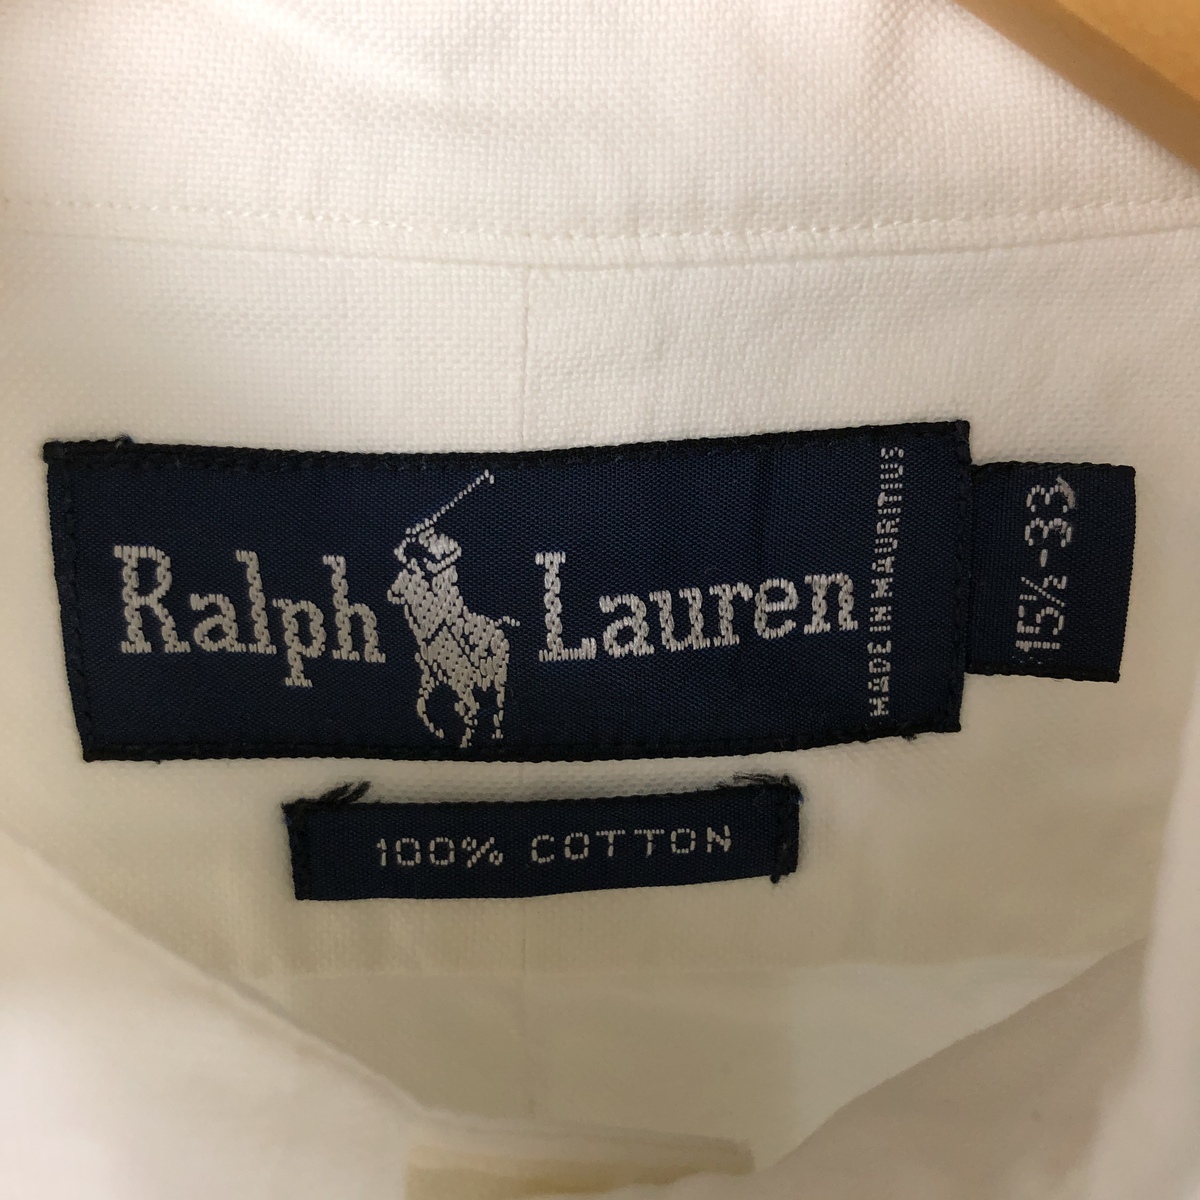 Ralph Lauren
MADE IN MAURITIUS
15½-33
100% COTTON